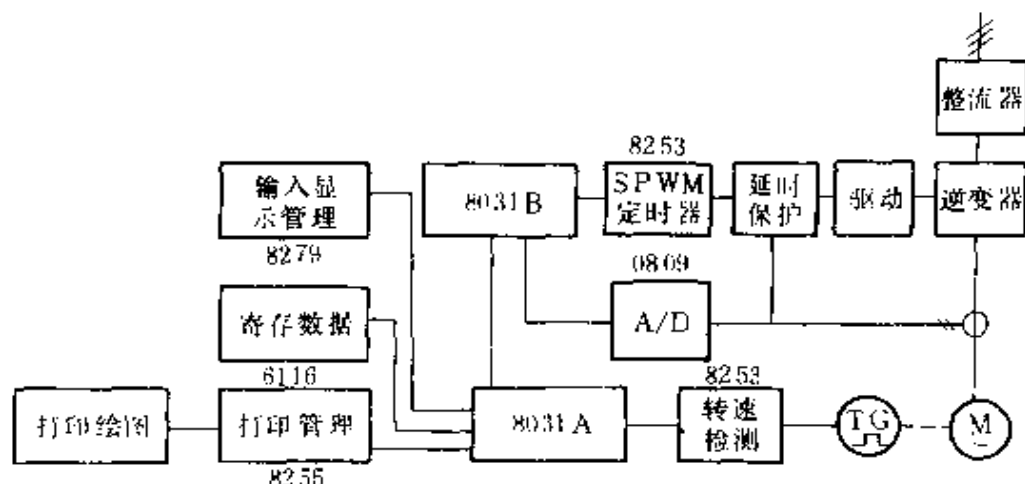 整流器
8253
输入显
示管理
8031B
SPWM
定时器
延时
保护
驱动
逆变器
8279
0809
寄存数据
A/D
6116
8253
打印绘图
打印管理
8031A
转速
检测
TG
M
8255